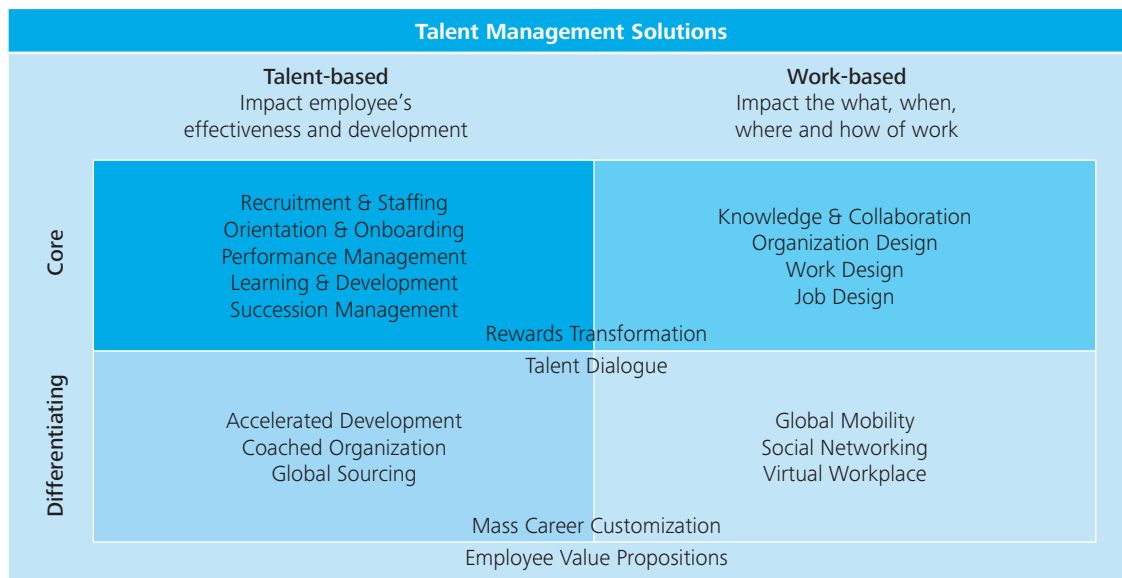 Talent Management Solutions
Talent-based
Impact employee's
effectiveness and development
Work-based
Impact the what, when,
where and how of work
Core
Recruitment & Staffing
Orientation & Onboarding
Performance Management
Learning & Development
Succession Management
Knowledge & Collaboration
Organization Design
Work Design
Job Design
Rewards Transformation
Talent Dialogue
Differentiating
Accelerated Development
Coached Organization
Global Sourcing
Global Mobility
Social Networking
Virtual Workplace
Mass Career Customization
Employee Value Propositions